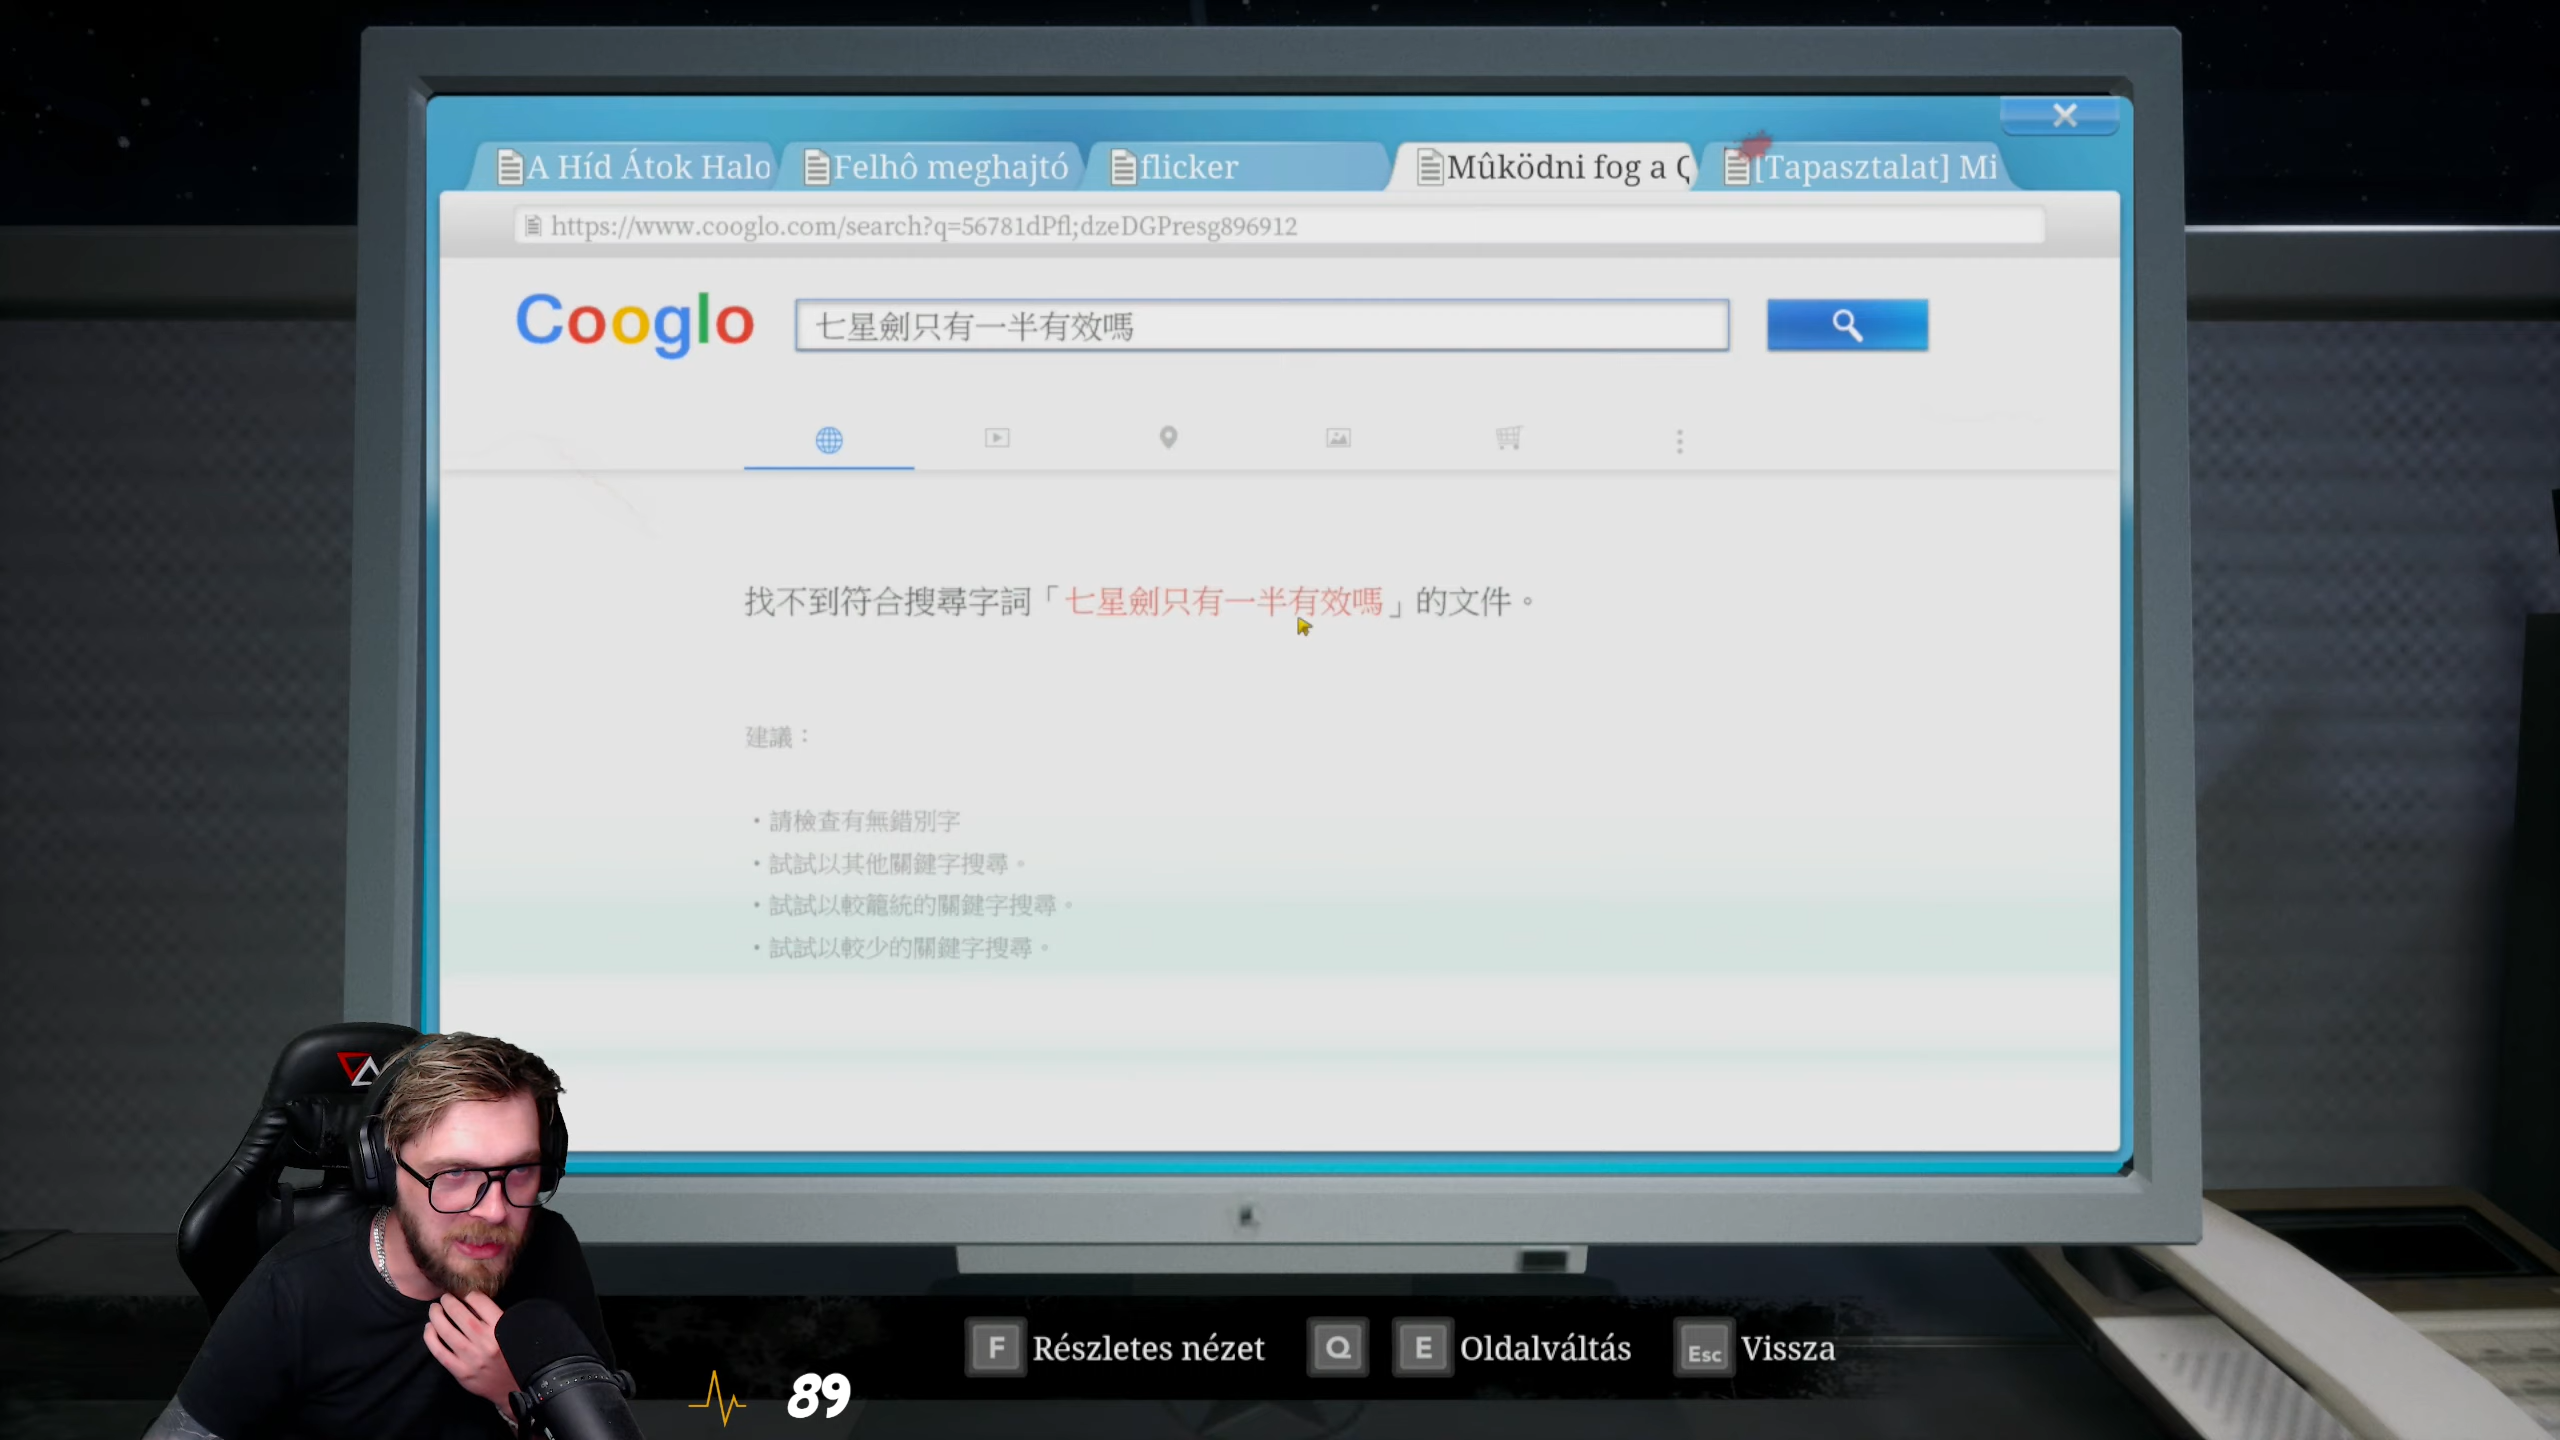 A Híd Átok Halo
Felhô meghajtó
flicker
Mûködni fog a
[Tapasztalat] Mi
https://www.cooglo.com/search?q=56781dPfl;dzeDGPresg896912
Cooglo
七星劍只有一半有效嗎
找不到符合搜尋字詞「七星劍只有一半有效嗎」的文件。
建議：
・請檢查有無錯別字
・試試以其他關鍵字搜尋。
・試試以較籠統的關鍵字搜尋。
・試試以較少的關鍵字搜尋。
F Részletes nézet Q E Oldalváltás Esc Vissza
89